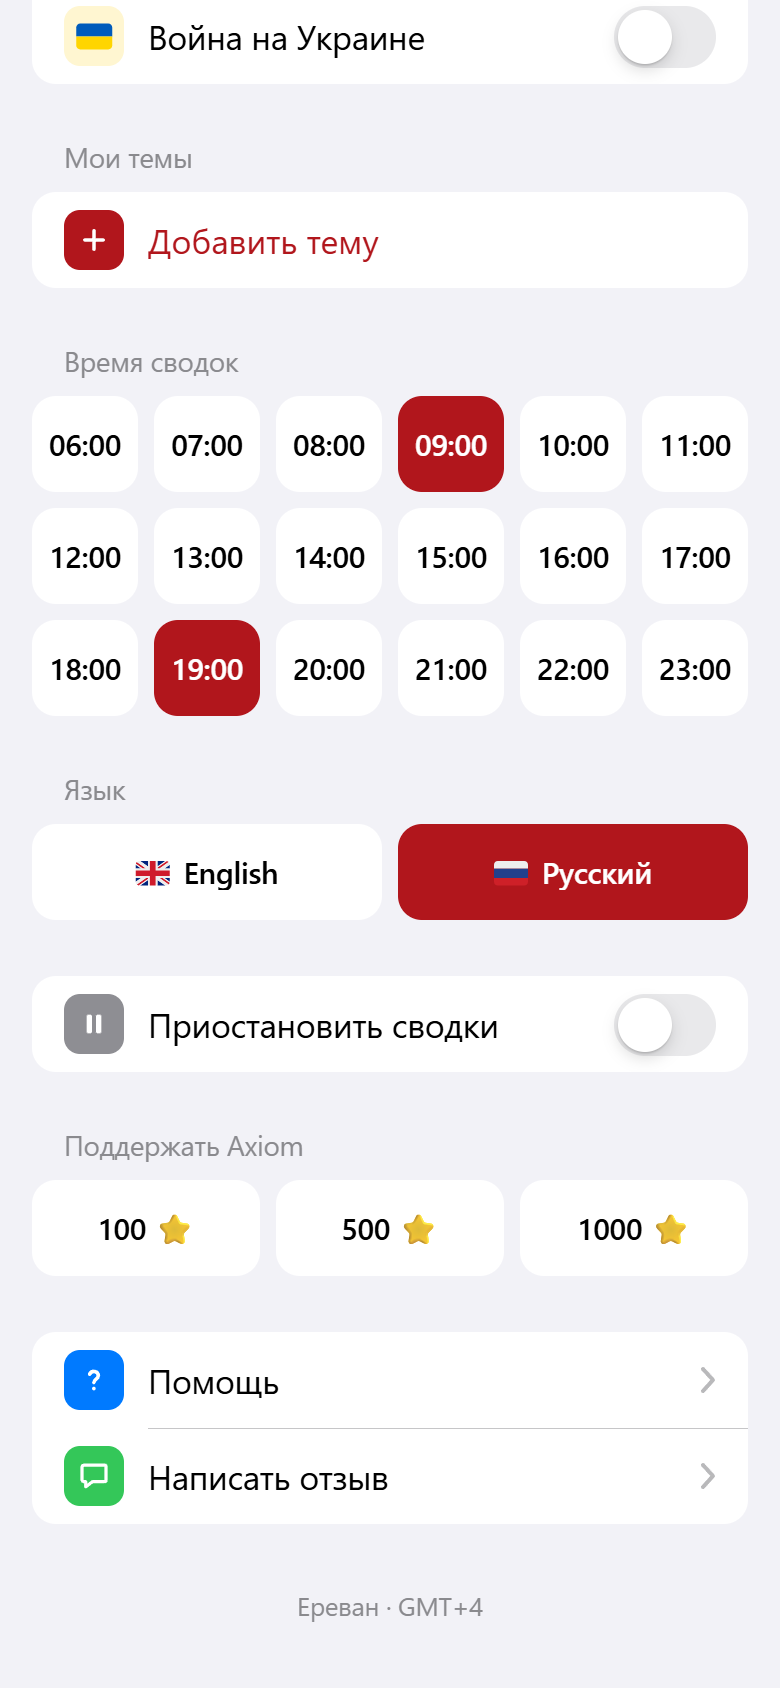 Война на Украине
Мои темы
Добавить тему
Время сводок
06:00 07:00 08:00 09:00 10:00 11:00
12:00 13:00 14:00 15:00 16:00 17:00
18:00 19:00 20:00 21:00 22:00 23:00
Язык
English Русский
Приостановить сводки
Поддержать Axiom
100 500 1000
Помощь
Написать отзыв
Ереван · GMT+4